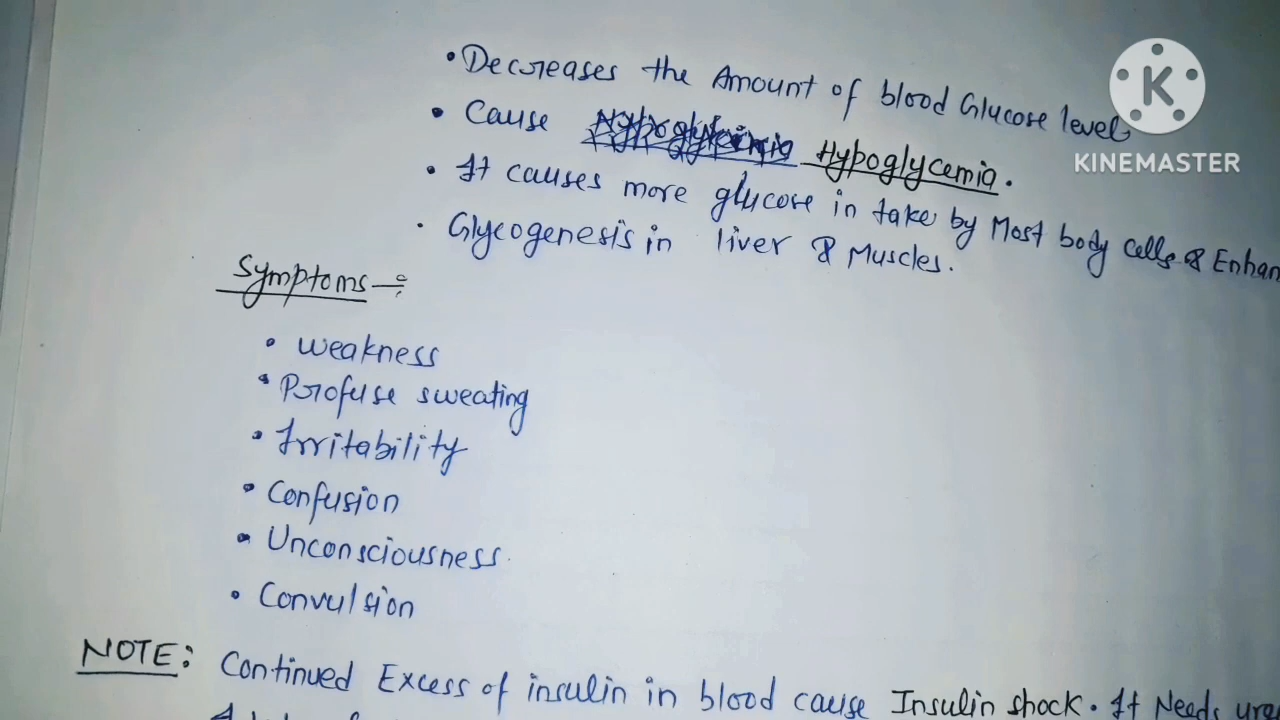 • Decreases the Amount of blood Glucose level
• Cause Hypoglycemia.
• It causes more glucose in take by Most body cells & Enhan
• Glycogenesis in liver & Muscles.
Symptoms
• weakness
• Profuse sweating
• Irritability
• Confusion
• Unconsciousness.
• Convulsion
NOTE: Continued Excess of insulin in blood cause Insulin shock. It Needs
K
KINEMASTER